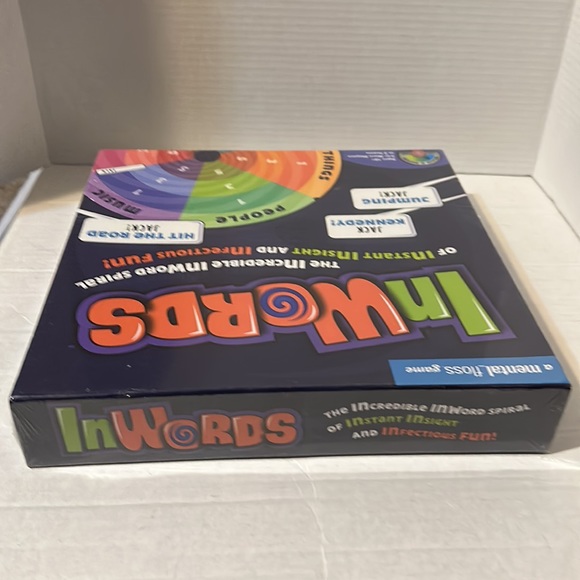 THINGS
PEOPLE
MUSIC
JUMPING
JACK!
JACK
KENNEDY!
HIT THE ROAD
JACK!
THE INCREDIBLE INWORD SPIRAL
OF INSTANT INSIGHT AND INFECTIOUS FUN!
InWORDS
a mental floss game
InWORDS
THE INCREDIBLE INWORD SPIRAL
OF INSTANT INSIGHT
AND INFECTIOUS FUN!